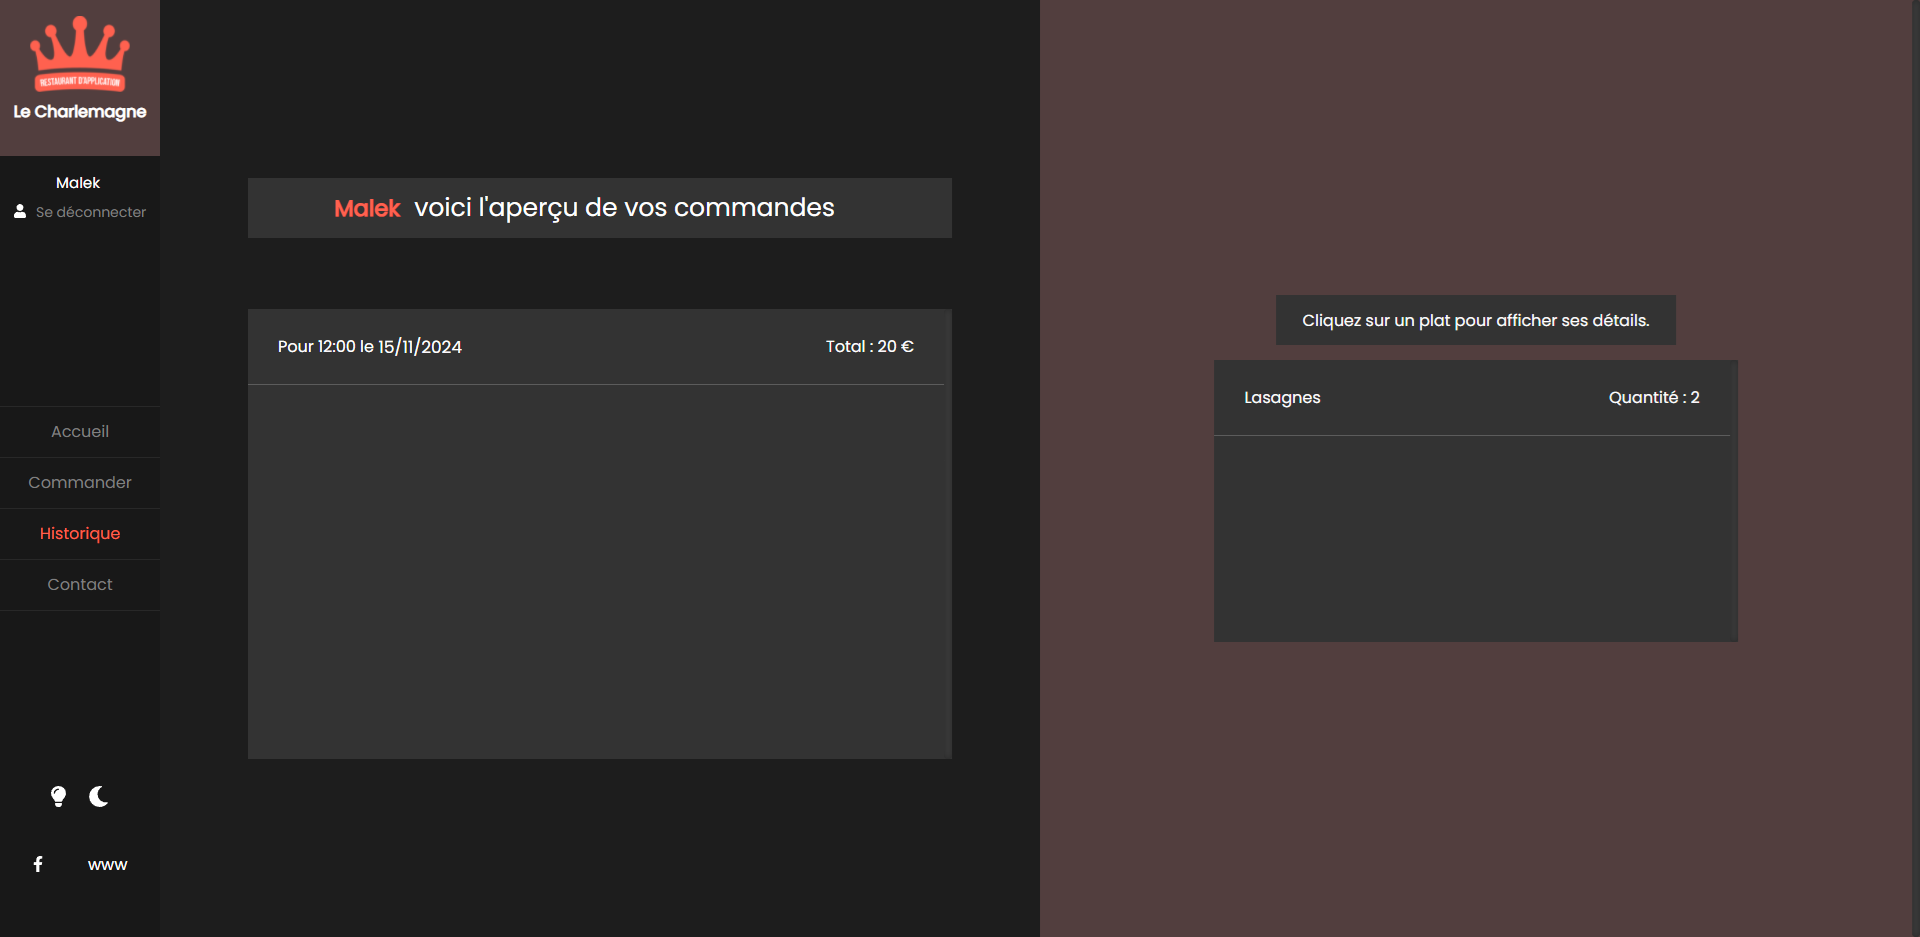 RESTAURANT D'APPLICATION
Le Charlemagne
Malek
Se déconnecter
Accueil
Commander
Historique
Contact
www
Malek voici l'aperçu de vos commandes
Pour 12:00 le 15/11/2024 Total : 20 €
Cliquez sur un plat pour afficher ses détails.
Lasagnes Quantité : 2